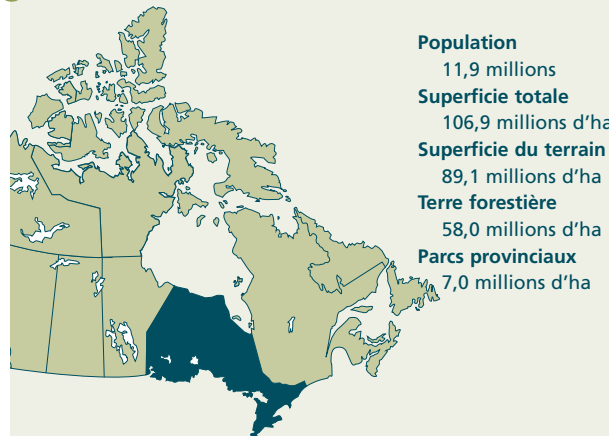 Population
11,9 millions
Superficie totale
106,9 millions d'ha
Superficie du terrain
89,1 millions d'ha
Terre forestière
58,0 millions d'ha
Parcs provinciaux
7,0 millions d'ha